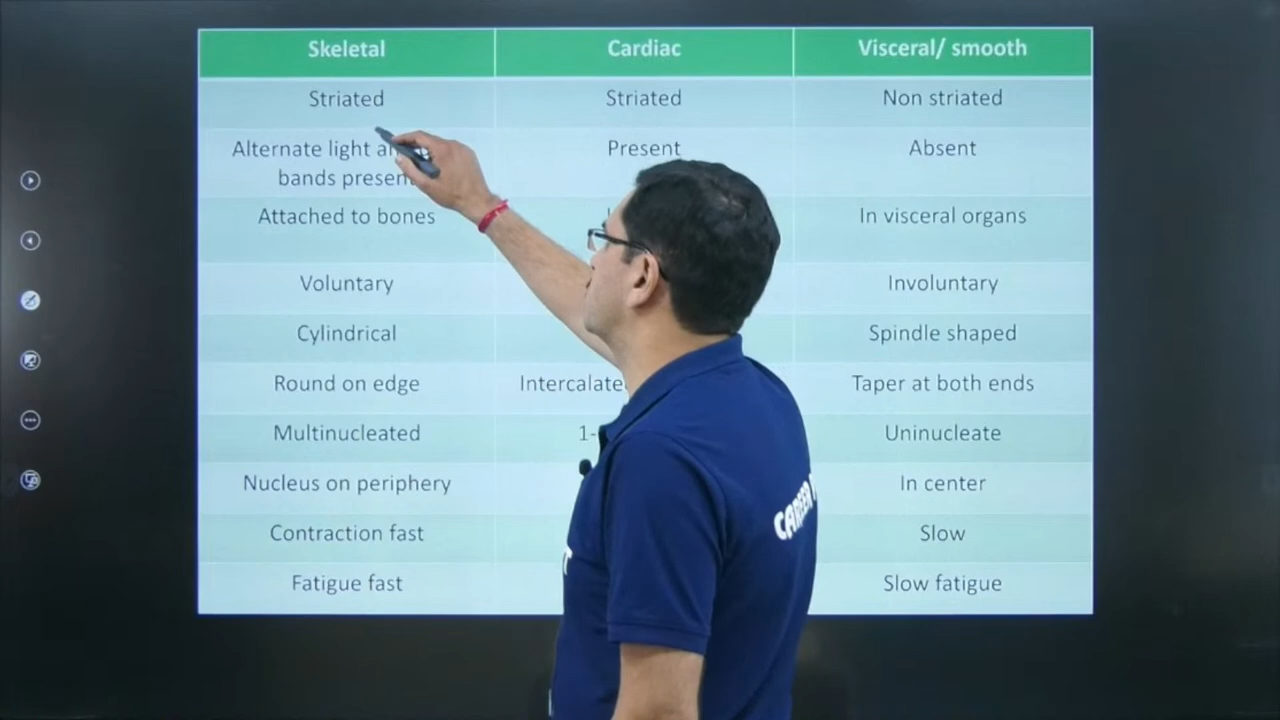 Skeletal Cardiac Visceral/ smooth
Striated Striated Non striated
Alternate light Present Absent
bands present
Attached to bones In visceral organs
Voluntary Involuntary
Cylindrical Spindle shaped
Round on edge Taper at both ends
Multinucleated 1- Uninucleate
Nucleus on periphery In center
Contraction fast Slow
Fatigue fast Slow fatigue
CAREER